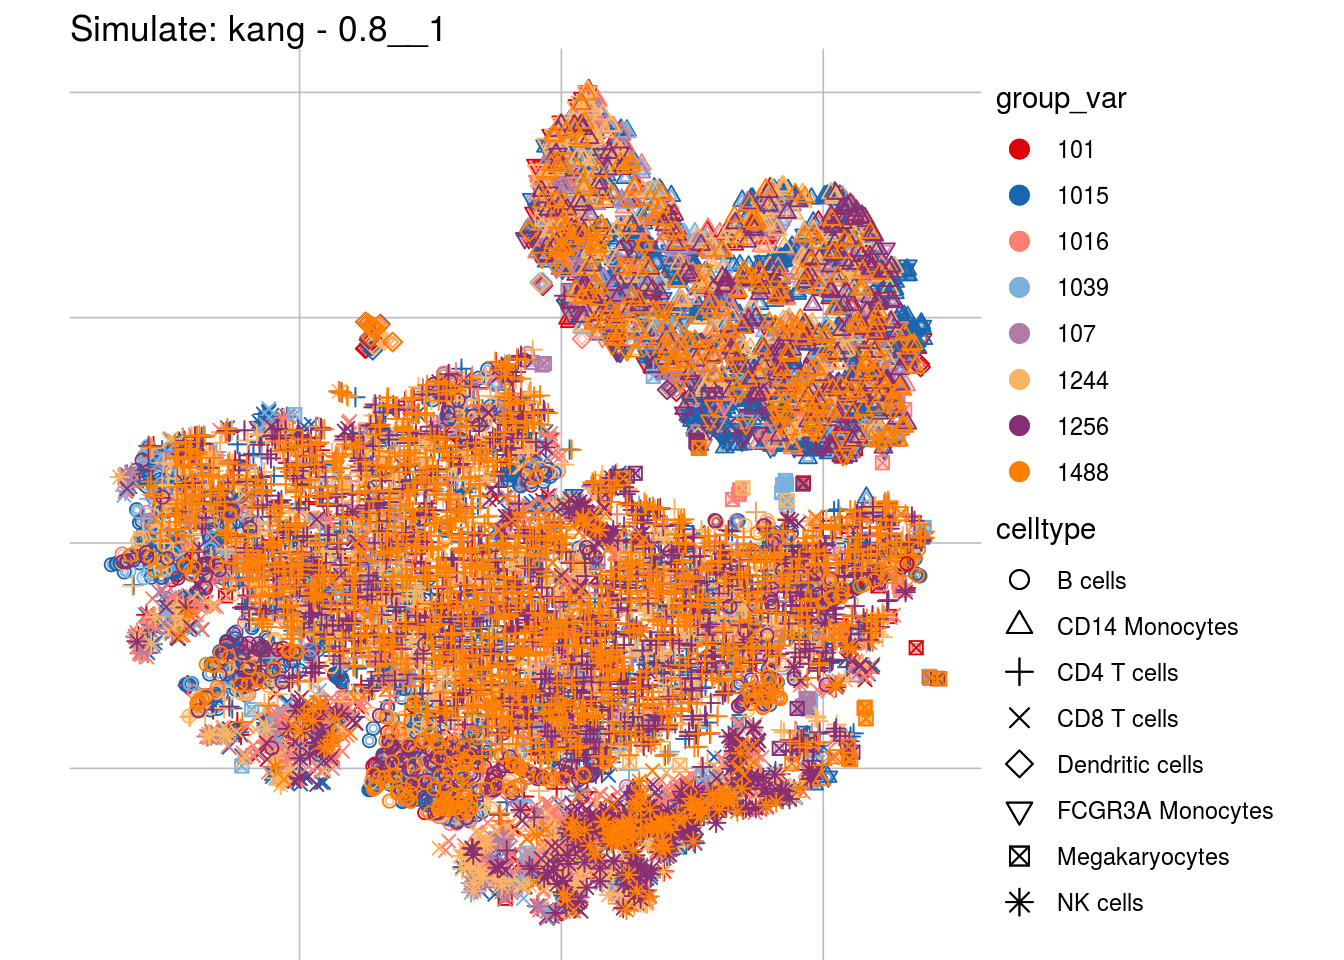 Simulate: kang - 0.8__1
group_var
101
1015
1016
1039
107
1244
1256
1488
celltype
B cells
CD14 Monocytes
CD4 T cells
CD8 T cells
Dendritic cells
FCGR3A Monocytes
Megakaryocytes
NK cells